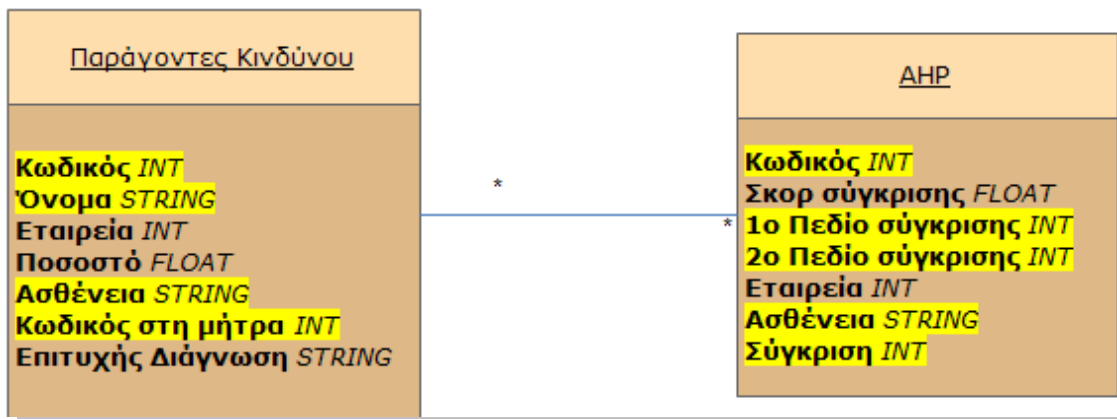 Παράγοντες Κινδύνου
Κωδικός INT
Όνομα STRING
Εταιρεία INT
Ποσοστό FLOAT
Ασθένεια STRING
Κωδικός στη μήτρα INT
Επιτυχής Διάγνωση STRING
*
*
AHP
Κωδικός INT
Σκορ σύγκρισης FLOAT
1ο Πεδίο σύγκρισης INT
2ο Πεδίο σύγκρισης INT
Εταιρεία INT
Ασθένεια STRING
Σύγκριση INT